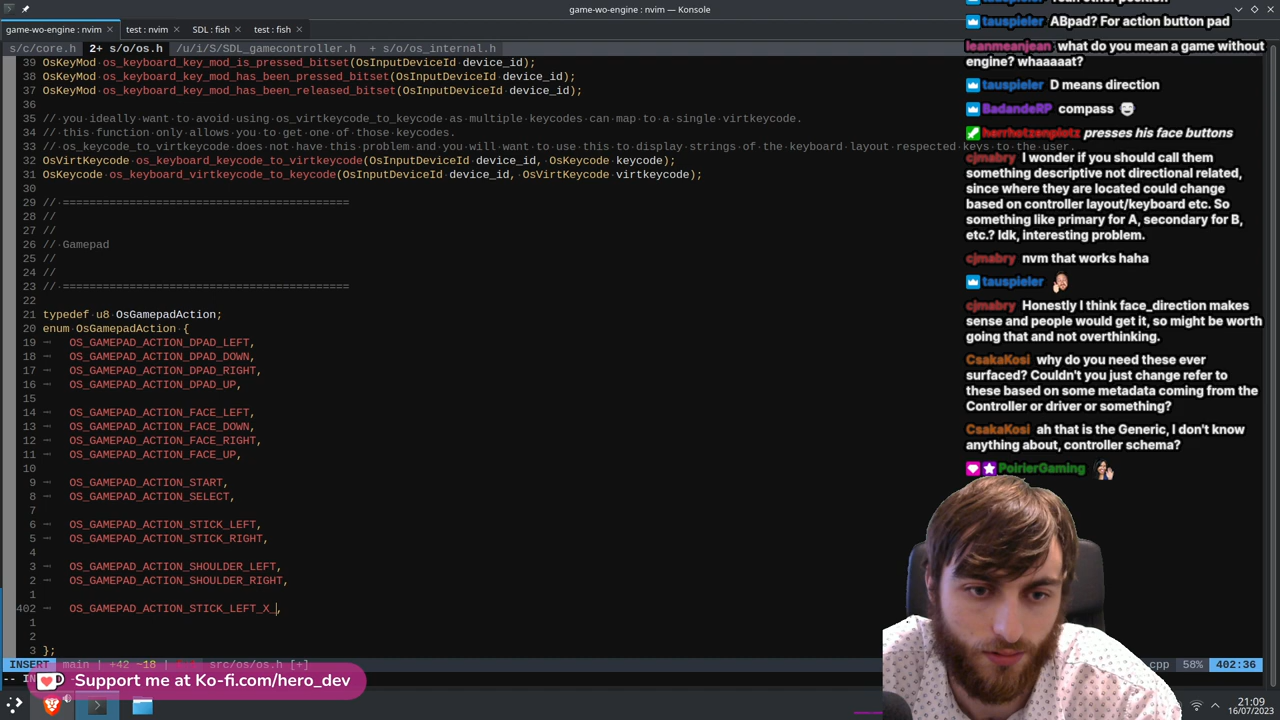 game-wo-engine : nvim — Konsole
game-wo-engine : nvim
test : nvim
SDL : fish
test : fish
s/c/core.h 2+ s/o/os.h /u/i/S/SDL_gamecontroller.h + s/o/os_internal.h
39 OsKeyMod os_keyboard_key_mod_is_pressed_bitset(OsInputDeviceId device_id);
38 OsKeyMod os_keyboard_key_mod_has_been_pressed_bitset(OsInputDeviceId device_id);
37 OsKeyMod os_keyboard_key_mod_has_been_released_bitset(OsInputDeviceId device_id);
36
35 // you ideally want to avoid using os_virtkeycode_to_keycode as multiple keycodes can map to a single virtkeycode.
34 // this function only allows you to get one of those keycodes.
33 // os_keycode_to_virtkeycode does not have this problem and you will want to use this to display strings of the keyboard layout respected keys to the user.
32 OsVirtKeycode os_keyboard_keycode_to_virtkeycode(OsInputDeviceId device_id, OsKeycode keycode);
31 OsKeycode os_keyboard_virtkeycode_to_keycode(OsInputDeviceId device_id, OsVirtKeycode virtkeycode);
30
29 // ===========================================
28 //
27 //
26 // Gamepad
25 //
24 //
23 // ===========================================
22
21 typedef u8 OsGamepadAction;
20 enum OsGamepadAction {
19 OS_GAMEPAD_ACTION_DPAD_LEFT,
18 OS_GAMEPAD_ACTION_DPAD_DOWN,
17 OS_GAMEPAD_ACTION_DPAD_RIGHT,
16 OS_GAMEPAD_ACTION_DPAD_UP,
15
14 OS_GAMEPAD_ACTION_FACE_LEFT,
13 OS_GAMEPAD_ACTION_FACE_DOWN,
12 OS_GAMEPAD_ACTION_FACE_RIGHT,
11 OS_GAMEPAD_ACTION_FACE_UP,
10
9 OS_GAMEPAD_ACTION_START,
8 OS_GAMEPAD_ACTION_SELECT,
7
6 OS_GAMEPAD_ACTION_STICK_LEFT,
5 OS_GAMEPAD_ACTION_STICK_RIGHT,
4
3 OS_GAMEPAD_ACTION_SHOULDER_LEFT,
2 OS_GAMEPAD_ACTION_SHOULDER_RIGHT,
1
402 OS_GAMEPAD_ACTION_STICK_LEFT_X_,
1
2
3 };
INSERT main | +42 ~18 | src/os/os.h [+] cpp 58% 402:36
-- IN
Support me at Ko-fi.com/hero_dev
21:09
16/07/2023
tauspieler ABpad? For action button pad
leanmeanjean what do you mean a game without
engine? whaaaaat?
tauspieler D means direction
BadandeRP compass
herrhotzenplotz presses his face buttons
cjmabry I wonder if you should call them
something descriptive not directional related,
since where they are located could change
based on controller layout/keyboard etc. So
something like primary for A, secondary for B,
etc.? Idk, interesting problem.
cjmabry nvm that works haha
tauspieler
cjmabry Honestly I think face_direction makes
sense and people would get it, so might be worth
going that and not overthinking.
CsakaKosi why do you need these ever
surfaced? Couldn't you just change refer to
these based on some metadata coming from the
Controller or driver or something?
CsakaKosi ah that is the Generic, I don't know
anything about, controller schema?
PoirierGaming